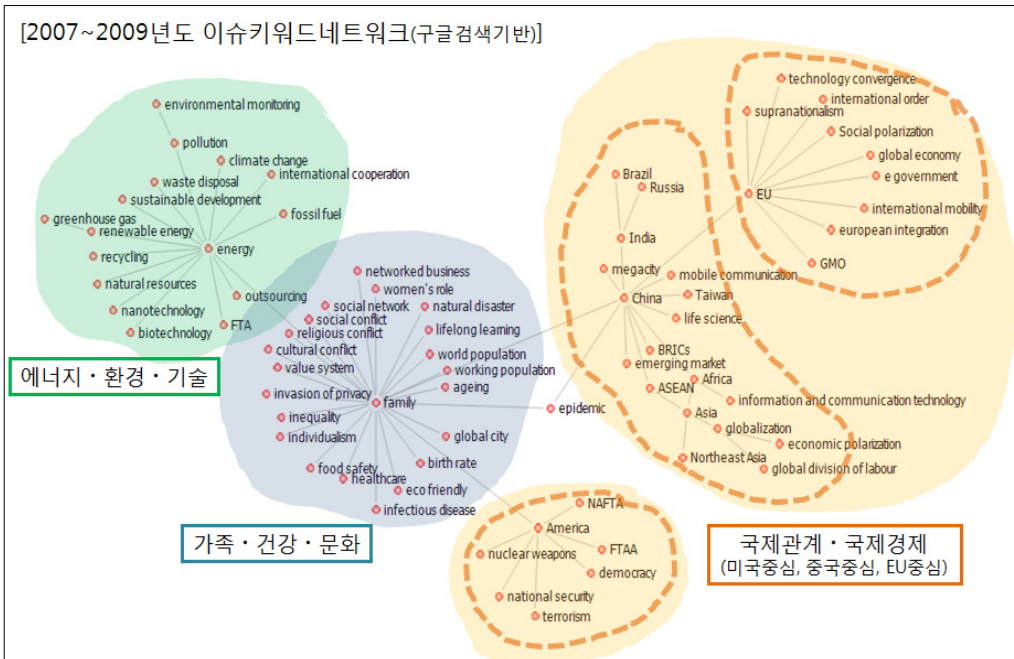 [2007~2009년도 이슈키워드네트워크(구글검색기반)]
environmental monitoring
pollution
climate change
waste disposal
international cooperation
sustainable development
greenhouse gas
fossil fuel
renewable energy
energy
recycling
natural resources
outsourcing
nanotechnology
FTA
biotechnology
에너지・환경・기술
networked business
women's role
social network
natural disaster
social conflict
religious conflict
lifelong learning
cultural conflict
world population
value system
working population
ageing
invasion of privacy
family
inequality
individualism
global city
food safety
birth rate
healthcare
eco friendly
infectious disease
epidemic
가족・건강・문화
technology convergence
international order
supranationalism
Social polarization
global economy
e government
EU
international mobility
european integration
GMO
Brazil
Russia
India
megacity
mobile communication
China
Taiwan
life science
BRICs
emerging market
Africa
ASEAN
information and communication technology
Asia
globalization
economic polarization
Northeast Asia
global division of labour
NAFTA
America
nuclear weapons
FTAA
democracy
national security
terrorism
국제관계・국제경제
(미국중심, 중국중심, EU중심)